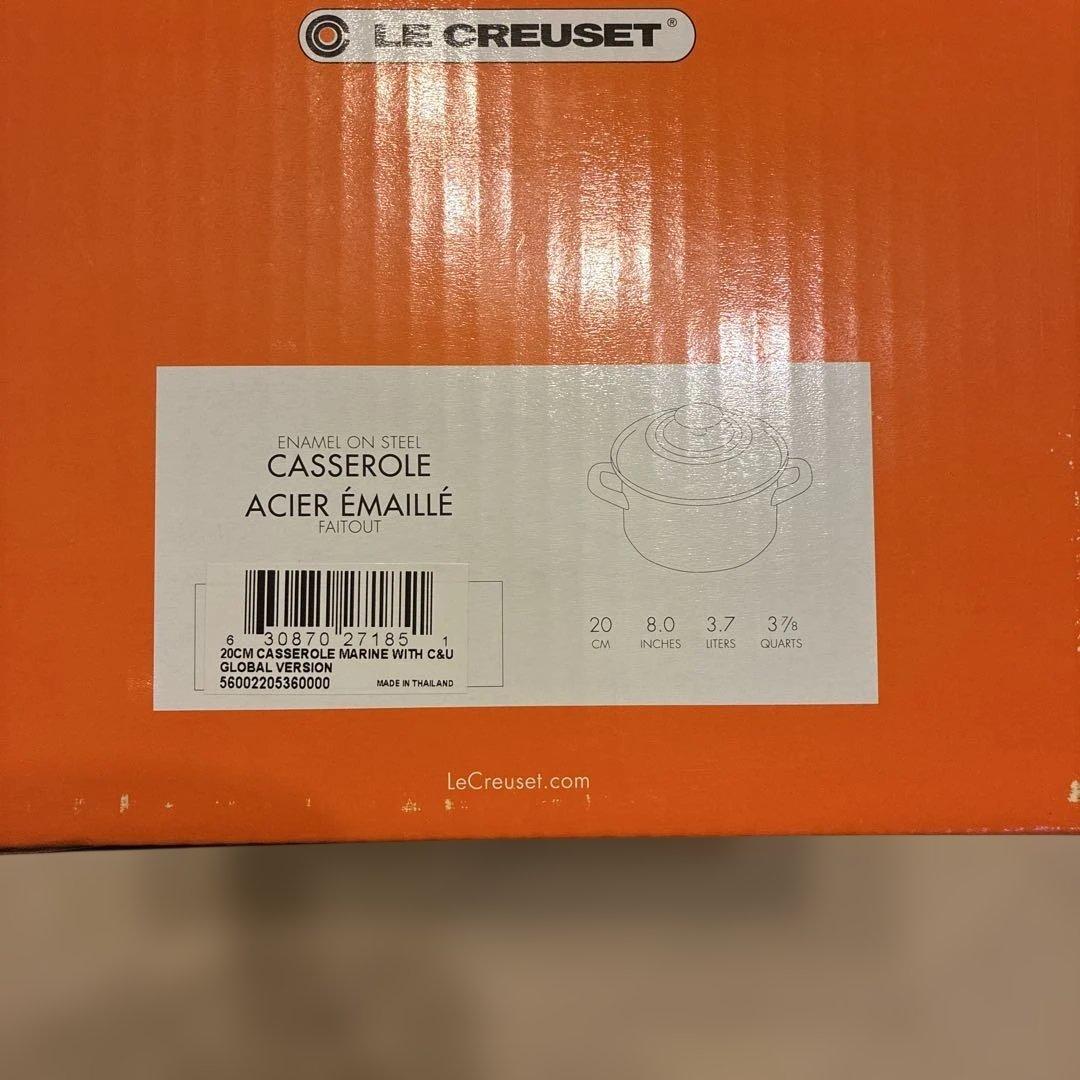 LE CREUSET®
ENAMEL ON STEEL
CASSEROLE
ACIER ÉMAILLÉ
FAITOUT
6 30870 27185 1
20CM CASSEROLE MARINE WITH C&U
GLOBAL VERSION
56002205360000 MADE IN THAILAND
20 8.0 3.7 3⅞
CM INCHES LITERS QUARTS
LeCreuset.com